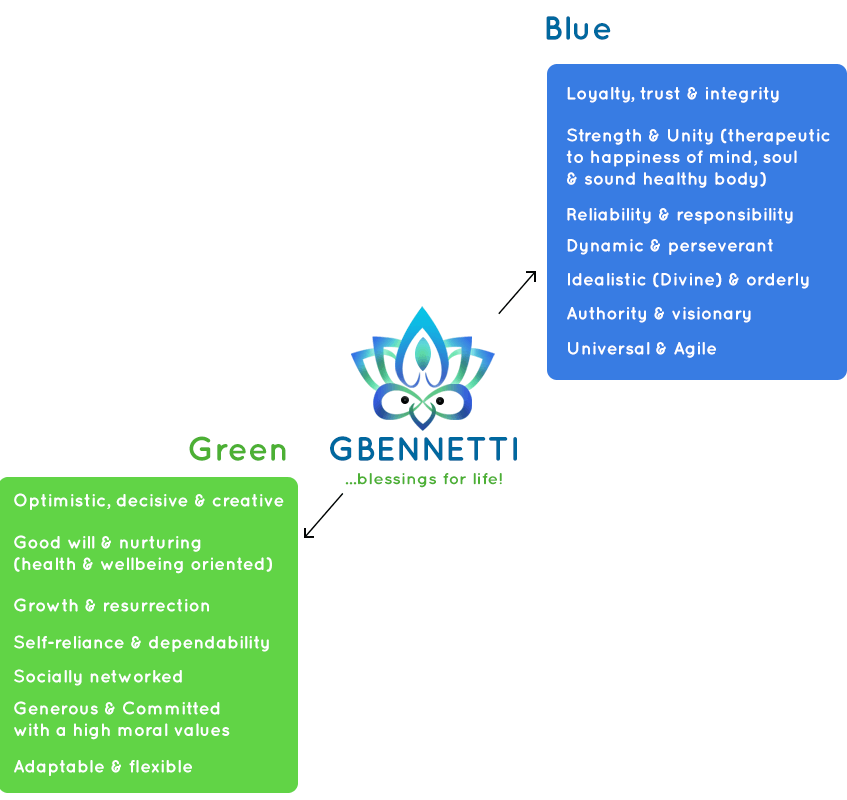 Blue
Loyalty, trust & integrity
Strength & Unity (therapeutic
to happiness of mind, soul
& sound healthy body)
Reliability & responsibility
Dynamic & perseverant
Idealistic (Divine) & orderly
Authority & visionary
Universal & Agile
GBENNETTI
...blessings for life!
Green
Optimistic, decisive & creative
Good will & nurturing
(health & wellbeing oriented)
Growth & resurrection
Self-reliance & dependability
Socially networked
Generous & Committed
with a high moral values
Adaptable & flexible